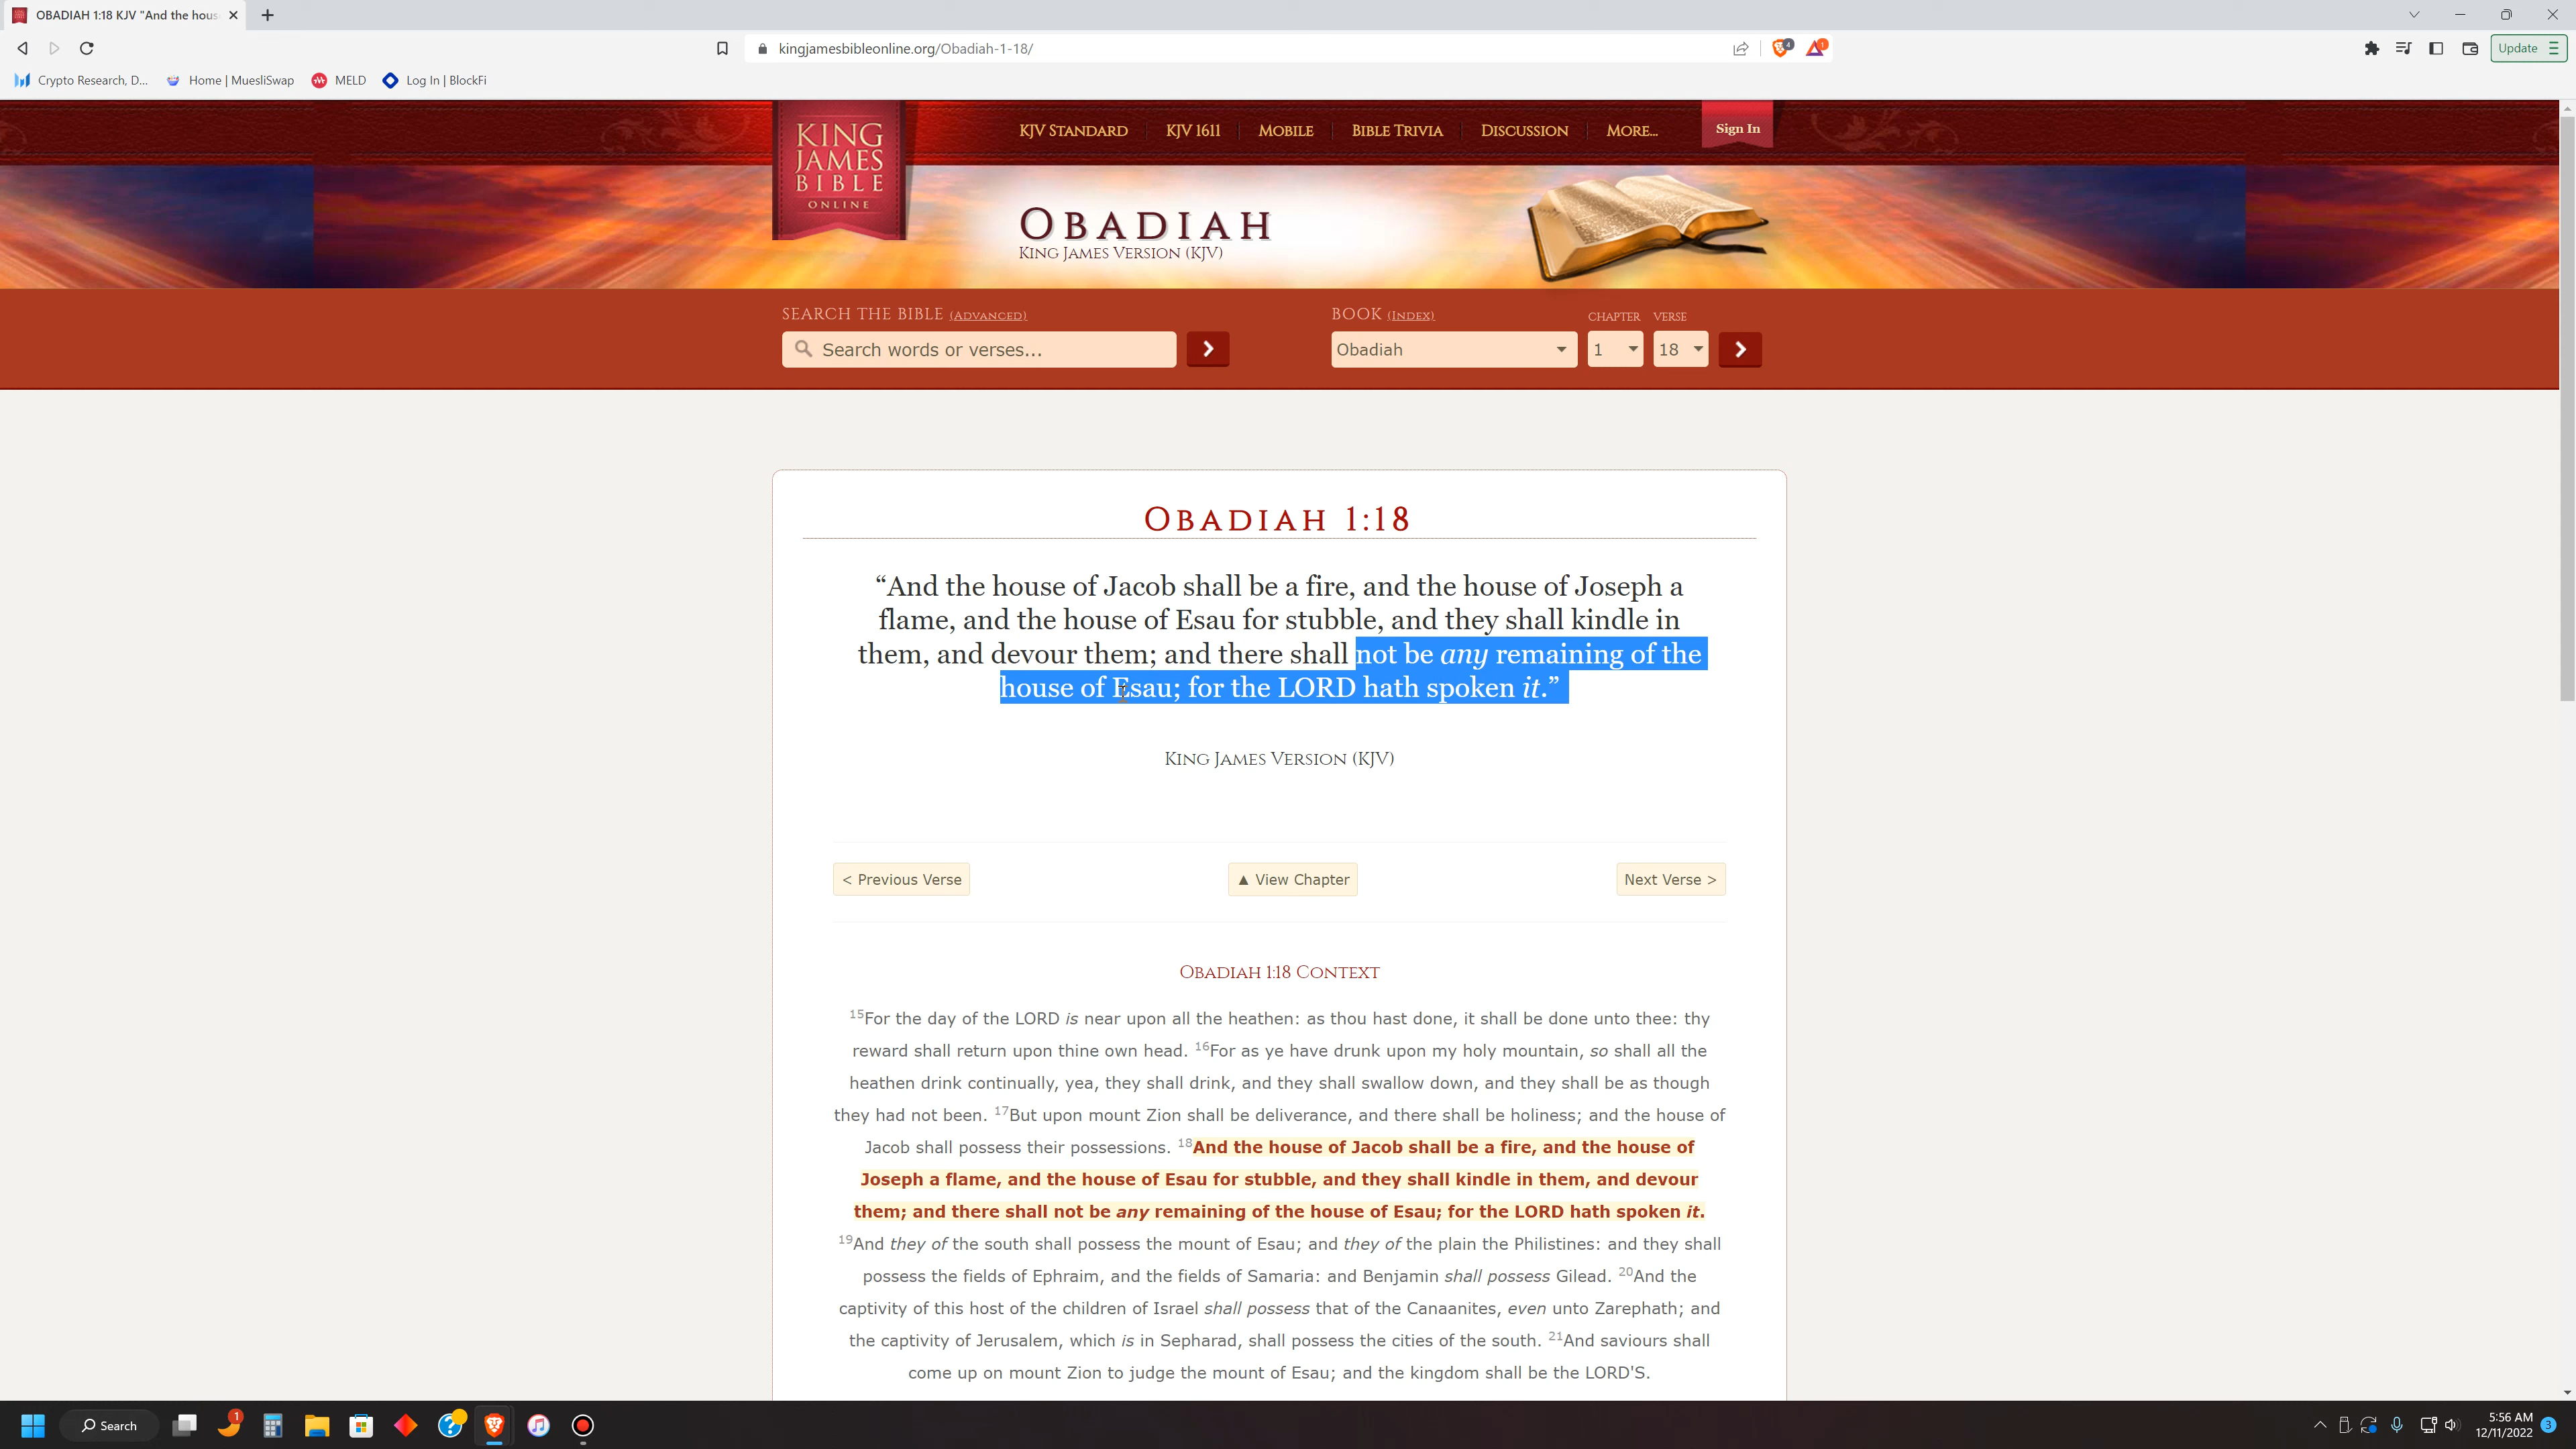 OBADIAH 1:18 KJV "And the hous
kingjamesbibleonline.org/Obadiah-1-18/
4
1
Update
Crypto Research, D...
Home | MuesliSwap
MELD
Log In | BlockFi
KING
JAMES
BIBLE
ONLINE
KJV Standard
KJV 1611
Mobile
Bible Trivia
Discussion
More...
Sign In
Obadiah
King James Version (KJV)
SEARCH THE BIBLE (Advanced)
BOOK (Index)
CHAPTER
VERSE
Search words or verses...
Obadiah
1
18
Obadiah 1:18
“And the house of Jacob shall be a fire, and the house of Joseph a
flame, and the house of Esau for stubble, and they shall kindle in
them, and devour them; and there shall not be any remaining of the
house of Esau; for the LORD hath spoken it.”
King James Version (KJV)
< Previous Verse
▲ View Chapter
Next Verse >
Obadiah 1:18 Context
15For the day of the LORD is near upon all the heathen: as thou hast done, it shall be done unto thee: thy
reward shall return upon thine own head. 16For as ye have drunk upon my holy mountain, so shall all the
heathen drink continually, yea, they shall drink, and they shall swallow down, and they shall be as though
they had not been. 17But upon mount Zion shall be deliverance, and there shall be holiness; and the house of
Jacob shall possess their possessions. 18And the house of Jacob shall be a fire, and the house of
Joseph a flame, and the house of Esau for stubble, and they shall kindle in them, and devour
them; and there shall not be any remaining of the house of Esau; for the LORD hath spoken it.
19And they of the south shall possess the mount of Esau; and they of the plain the Philistines: and they shall
possess the fields of Ephraim, and the fields of Samaria: and Benjamin shall possess Gilead. 20And the
captivity of this host of the children of Israel shall possess that of the Canaanites, even unto Zarephath; and
the captivity of Jerusalem, which is in Sepharad, shall possess the cities of the south. 21And saviours shall
come up on mount Zion to judge the mount of Esau; and the kingdom shall be the LORD'S.
Search
1
5:56 AM
12/11/2022
3